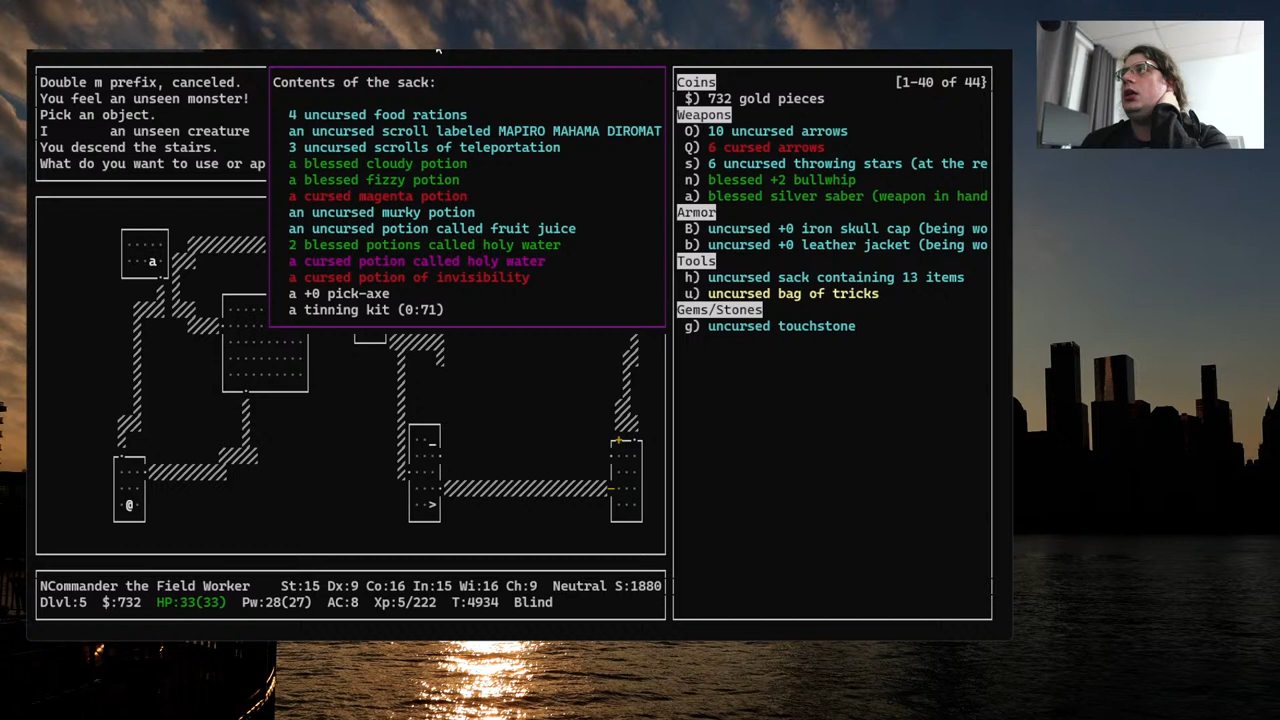 Double m prefix, canceled.
You feel an unseen monster!
Pick an object.
I an unseen creature
You descend the stairs.
What do you want to use or ap
Contents of the sack:
4 uncursed food rations
an uncursed scroll labeled MAPIRO MAHAMA DIROMAT
3 uncursed scrolls of teleportation
a blessed cloudy potion
a blessed fizzy potion
a cursed magenta potion
an uncursed murky potion
an uncursed potion called fruit juice
2 blessed potions called holy water
a cursed potion called holy water
a cursed potion of invisibility
a +0 pick-axe
a tinning kit (0:71)
Coins [1-40 of 44}
$) 732 gold pieces
Weapons
O) 10 uncursed arrows
Q) 6 cursed arrows
s) 6 uncursed throwing stars (at the re
n) blessed +2 bullwhip
a) blessed silver saber (weapon in hand
Armor
B) uncursed +0 iron skull cap (being wo
b) uncursed +0 leather jacket (being wo
Tools
h) uncursed sack containing 13 items
u) uncursed bag of tricks
Gems/Stones
g) uncursed touchstone
NCommander the Field Worker St:15 Dx:9 Co:16 In:15 Wi:16 Ch:9 Neutral S:1880
Dlvl:5 $:732 HP:33(33) Pw:28(27) AC:8 Xp:5/222 T:4934 Blind